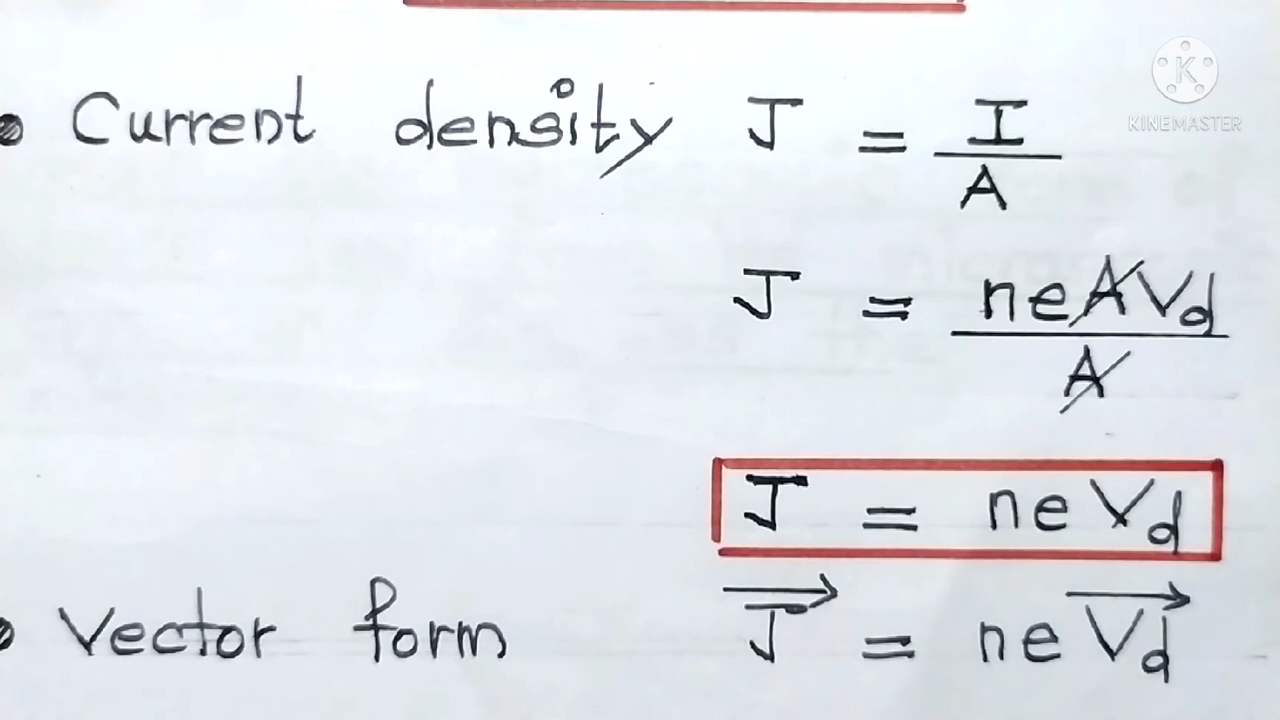 Current density J = I/A
KINEMASTER
J = neAVd/A
J = neVd
Vector form J⃗ = neV⃗d